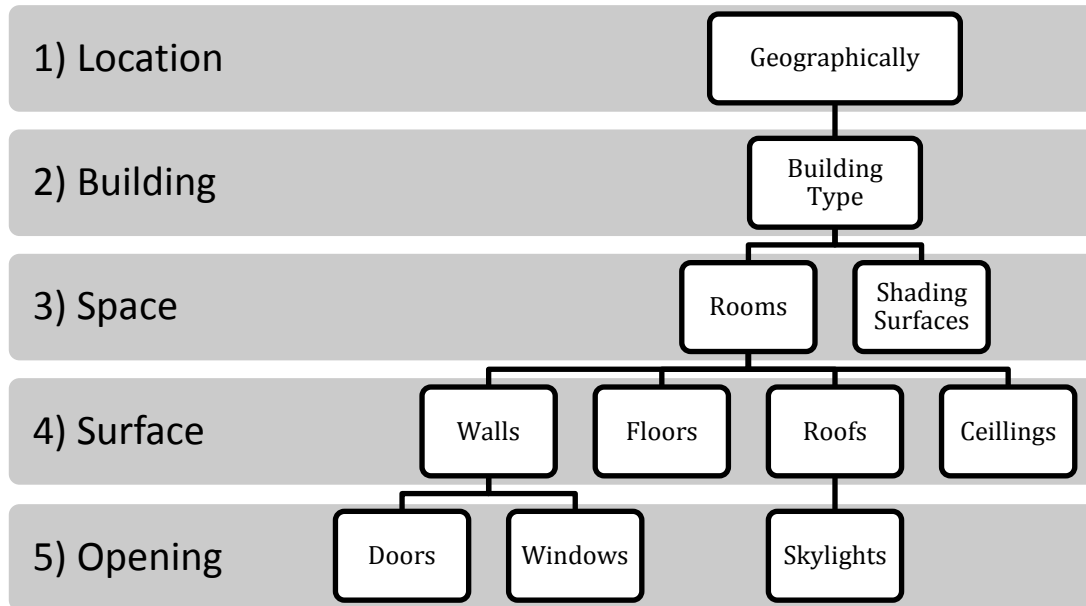 1) Location
Geographically
2) Building
Building
Type
3) Space
Rooms
Shading
Surfaces
4) Surface
Walls
Floors
Roofs
Ceillings
5) Opening
Doors
Windows
Skylights